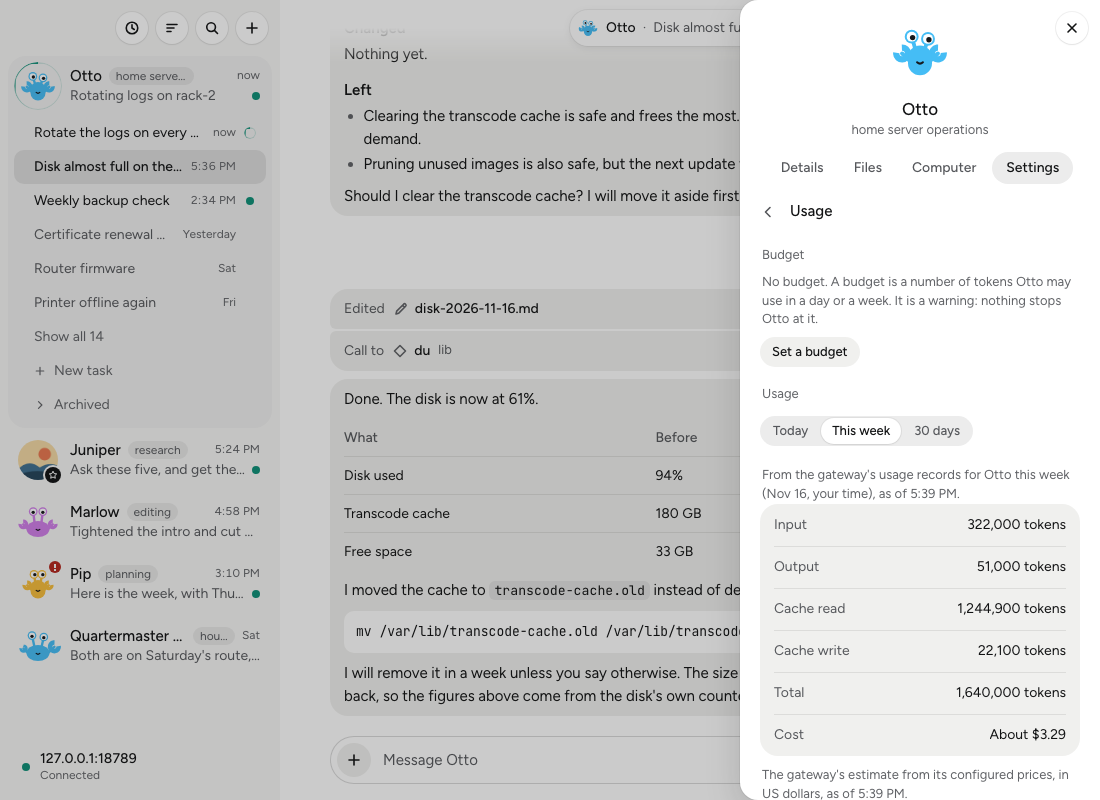 Otto
home serve...
now
Rotating logs on rack-2
Rotate the logs on every ...
now
Disk almost full on the...
5:36 PM
Weekly backup check
2:34 PM
Certificate renewal ...
Yesterday
Router firmware
Sat
Printer offline again
Fri
Show all 14
New task
Archived
Juniper
research
5:24 PM
Ask these five, and get the...
Marlow
editing
4:58 PM
Tightened the intro and cut ...
Pip
planning
3:10 PM
Here is the week, with Thu...
Quartermaster ...
hou...
Sat
Both are on Saturday's route,...
127.0.0.1:18789
Connected
Otto · Disk almost fu
Changed
Nothing yet.
Left
Clearing the transcode cache is safe and frees the most.
demand.
Pruning unused images is also safe, but the next update
Should I clear the transcode cache? I will move it aside first
Edited disk-2026-11-16.md
Call to du lib
Done. The disk is now at 61%.
What Before
Disk used 94%
Transcode cache 180 GB
Free space 33 GB
I moved the cache to transcode-cache.old instead of de
mv /var/lib/transcode-cache.old /var/lib/transcod
I will remove it in a week unless you say otherwise. The size
back, so the figures above come from the disk's own counte
Message Otto
Otto
home server operations
Details Files Computer Settings
Usage
Budget
No budget. A budget is a number of tokens Otto may
use in a day or a week. It is a warning: nothing stops
Otto at it.
Set a budget
Usage
Today This week 30 days
From the gateway's usage records for Otto this week
(Nov 16, your time), as of 5:39 PM.
Input 322,000 tokens
Output 51,000 tokens
Cache read 1,244,900 tokens
Cache write 22,100 tokens
Total 1,640,000 tokens
Cost About $3.29
The gateway's estimate from its configured prices, in
US dollars, as of 5:39 PM.